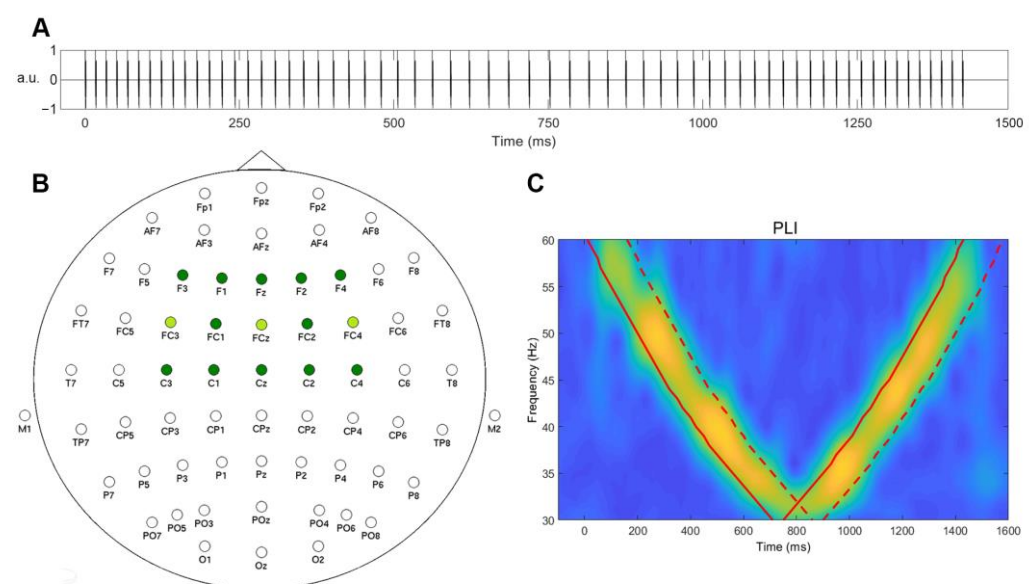 A
1
a.u. 0
−1
0 250 500 750 1000 1250 1500
Time (ms)
B
Fpz
Fp1 Fp2
AF7 AF3 AFz AF4 AF8
F7 F5 F3 F1 Fz F2 F4 F6 F8
FT7 FC5 FC3 FC1 FCz FC2 FC4 FC6 FT8
T7 C5 C3 C1 Cz C2 C4 C6 T8
M1 M2
TP7 CP5 CP3 CP1 CPz CP2 CP4 CP6 TP8
P7 P5 P3 P1 Pz P2 P4 P6 P8
PO7 PO5 PO3 POz PO4 PO6 PO8
O1 Oz O2
C
PLI
60
55
50
45
40
35
30
Frequency (Hz)
0 200 400 600 800 1000 1200 1400 1600
Time (ms)